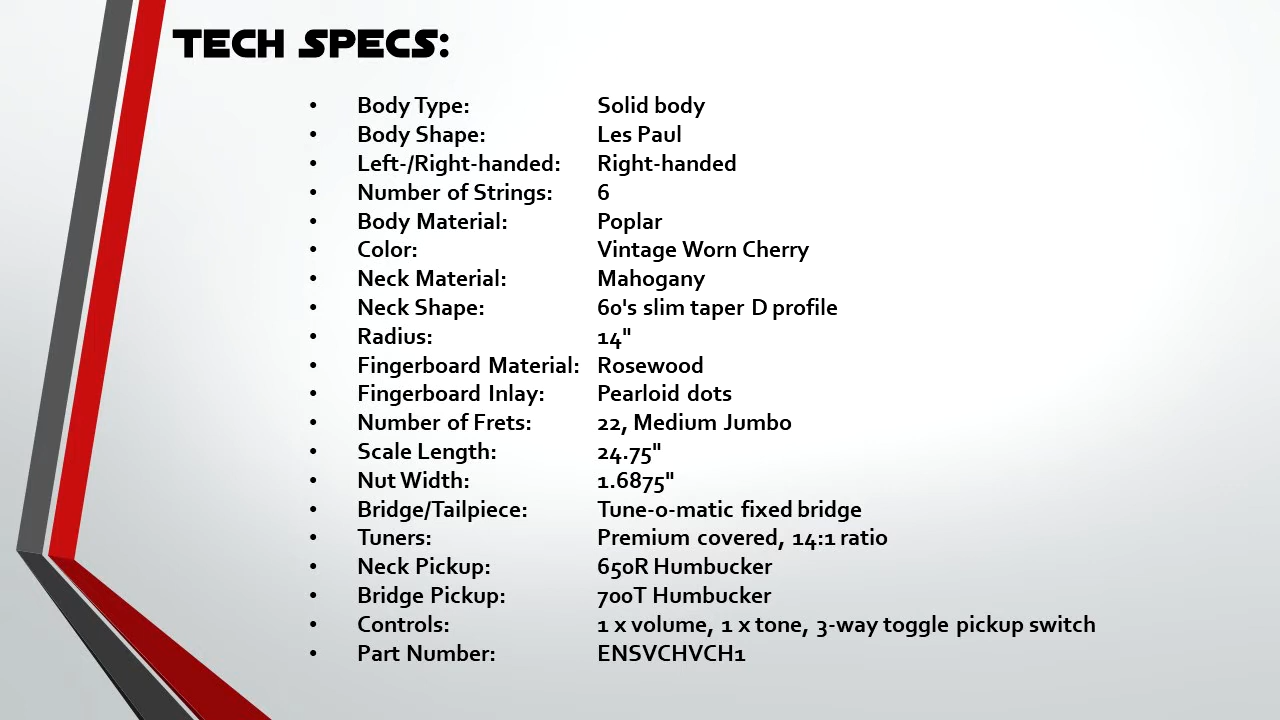 TECH SPECS:
• Body Type: Solid body
• Body Shape: Les Paul
• Left-/Right-handed: Right-handed
• Number of Strings: 6
• Body Material: Poplar
• Color: Vintage Worn Cherry
• Neck Material: Mahogany
• Neck Shape: 60's slim taper D profile
• Radius: 14"
• Fingerboard Material: Rosewood
• Fingerboard Inlay: Pearloid dots
• Number of Frets: 22, Medium Jumbo
• Scale Length: 24.75"
• Nut Width: 1.6875"
• Bridge/Tailpiece: Tune-o-matic fixed bridge
• Tuners: Premium covered, 14:1 ratio
• Neck Pickup: 650R Humbucker
• Bridge Pickup: 700T Humbucker
• Controls: 1 x volume, 1 x tone, 3-way toggle pickup switch
• Part Number: ENSVCHVCH1